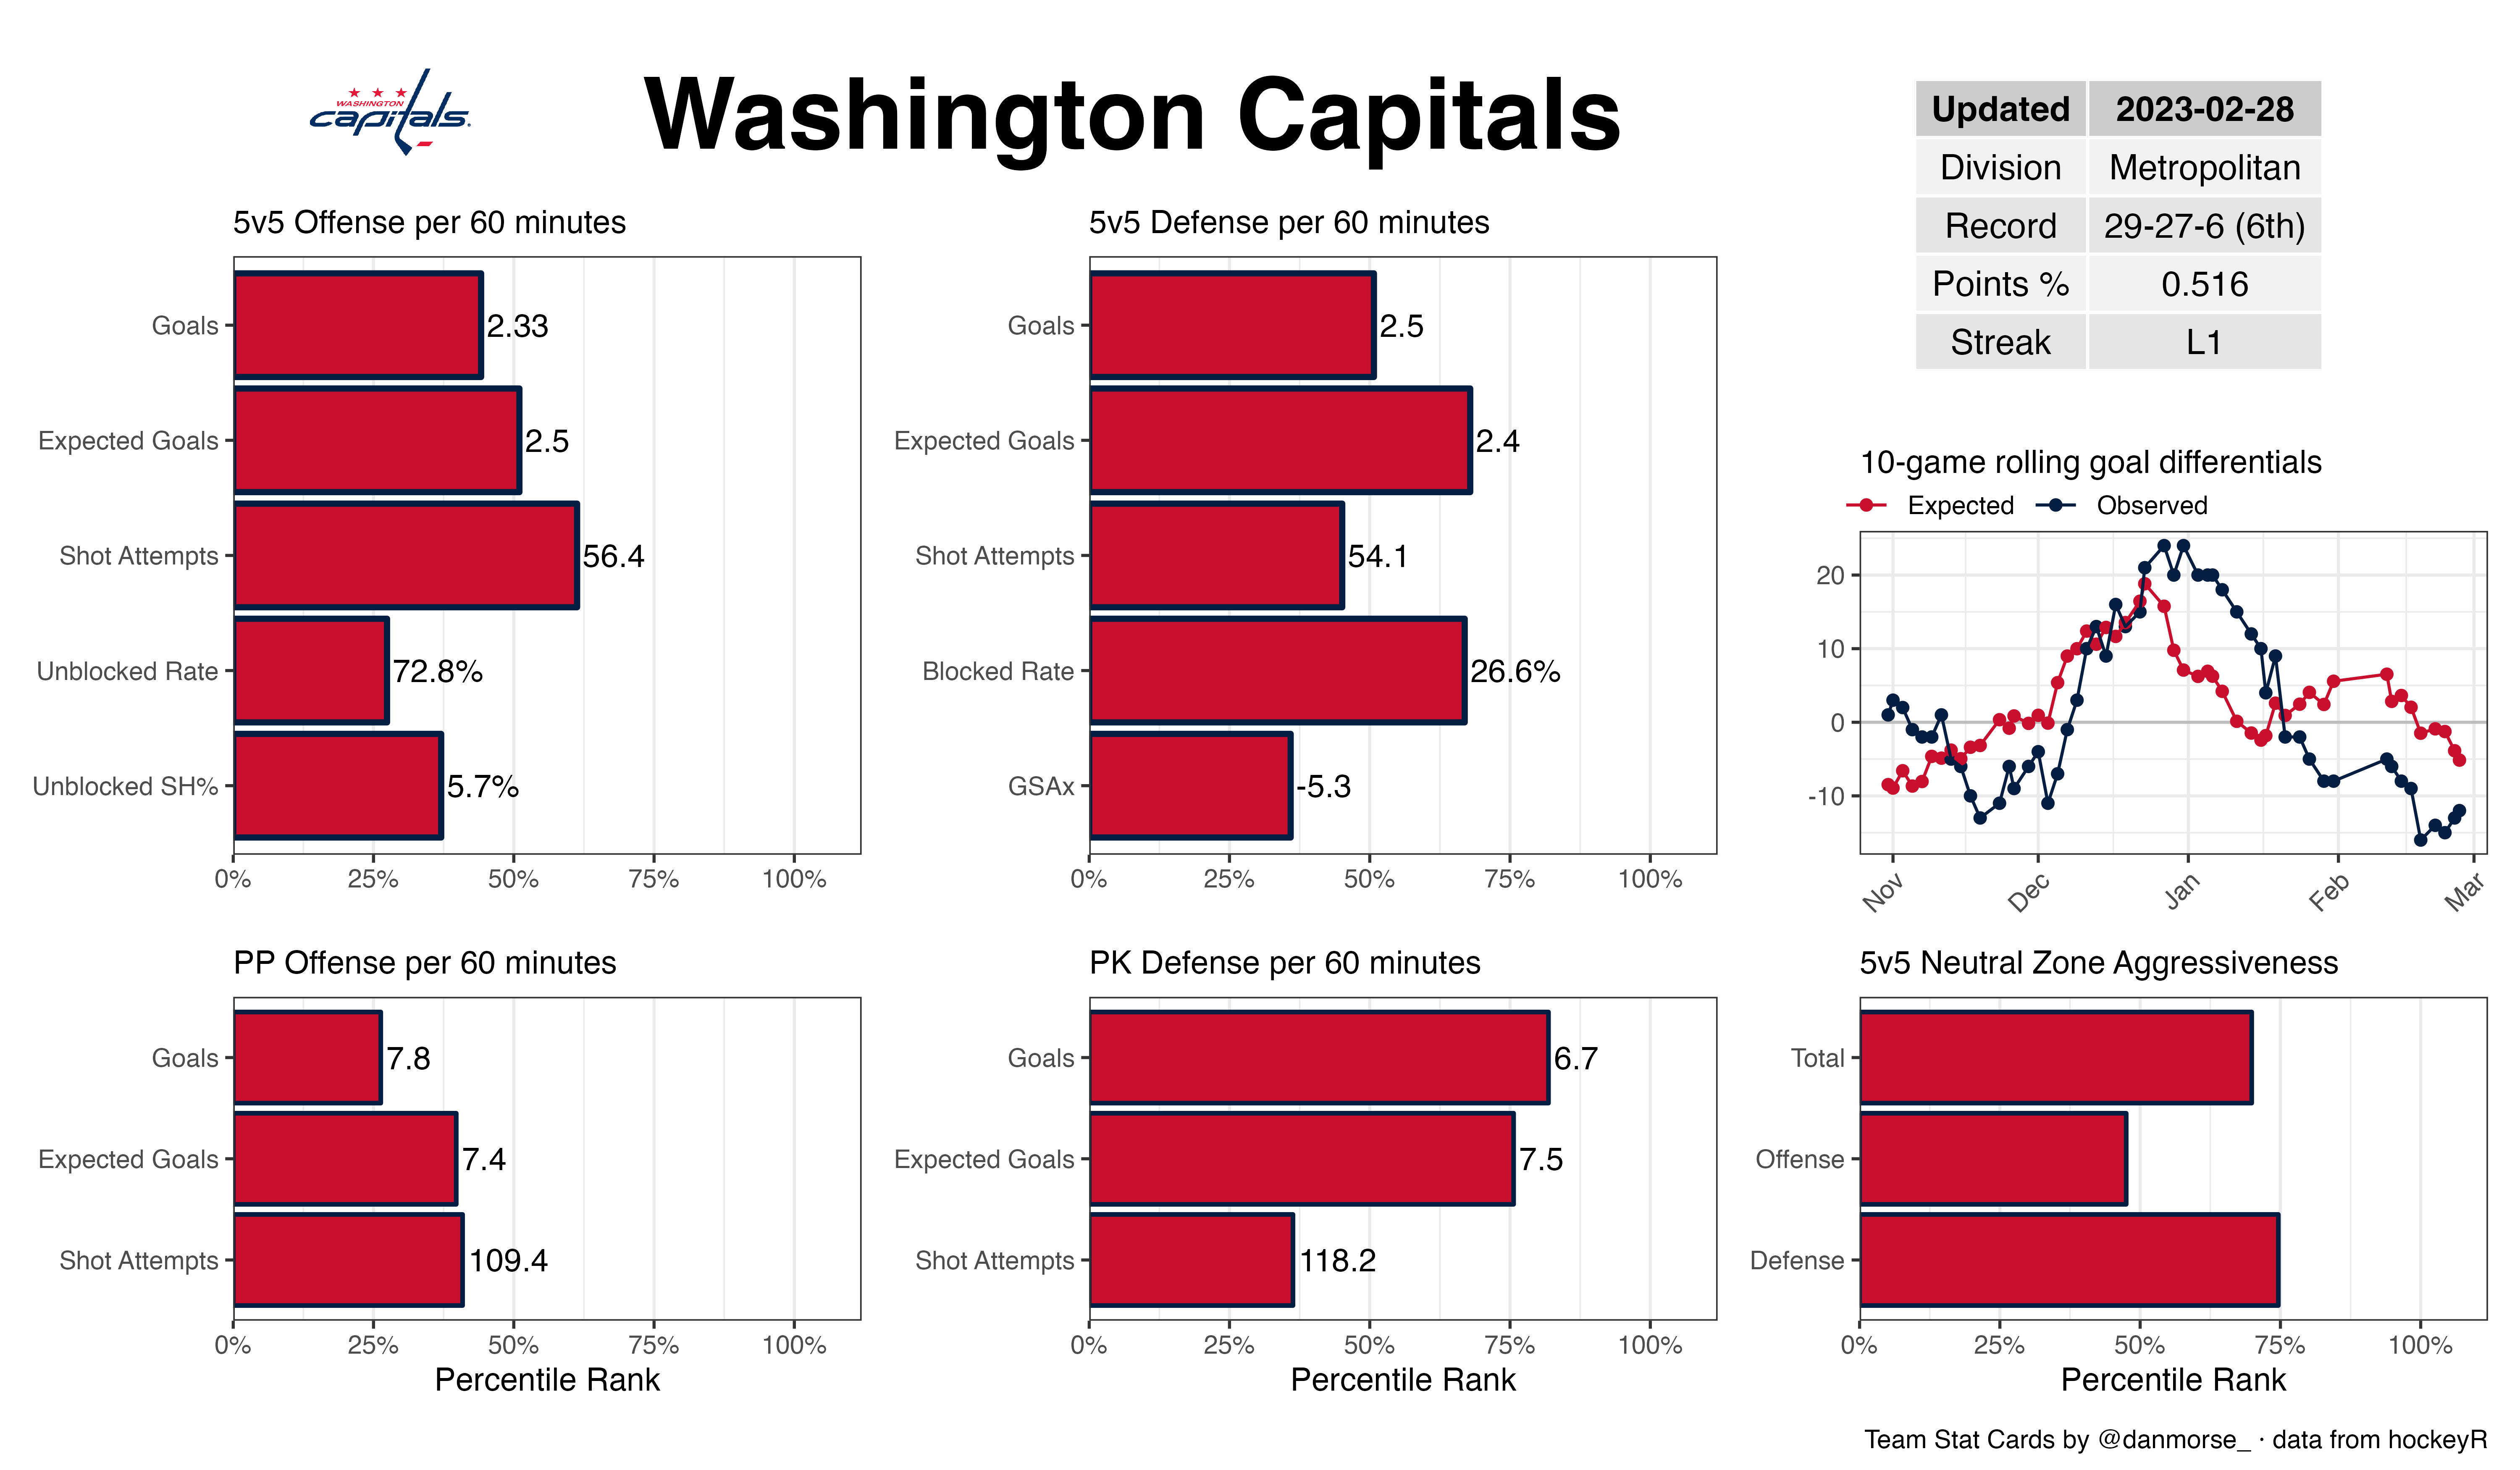 WASHINGTON
capitals.
Washington Capitals
Updated 2023-02-28
Division Metropolitan
Record 29-27-6 (6th)
Points % 0.516
Streak L1
5v5 Offense per 60 minutes
Goals 2.33
Expected Goals 2.5
Shot Attempts 56.4
Unblocked Rate 72.8%
Unblocked SH% 5.7%
0% 25% 50% 75% 100%
5v5 Defense per 60 minutes
Goals 2.5
Expected Goals 2.4
Shot Attempts 54.1
Blocked Rate 26.6%
GSAx -5.3
0% 25% 50% 75% 100%
10-game rolling goal differentials
Expected Observed
20
10
0
-10
Nov Dec Jan Feb Mar
PP Offense per 60 minutes
Goals 7.8
Expected Goals 7.4
Shot Attempts 109.4
0% 25% 50% 75% 100%
Percentile Rank
PK Defense per 60 minutes
Goals 6.7
Expected Goals 7.5
Shot Attempts 118.2
0% 25% 50% 75% 100%
Percentile Rank
5v5 Neutral Zone Aggressiveness
Total
Offense
Defense
0% 25% 50% 75% 100%
Percentile Rank
Team Stat Cards by @danmorse_ · data from hockeyR